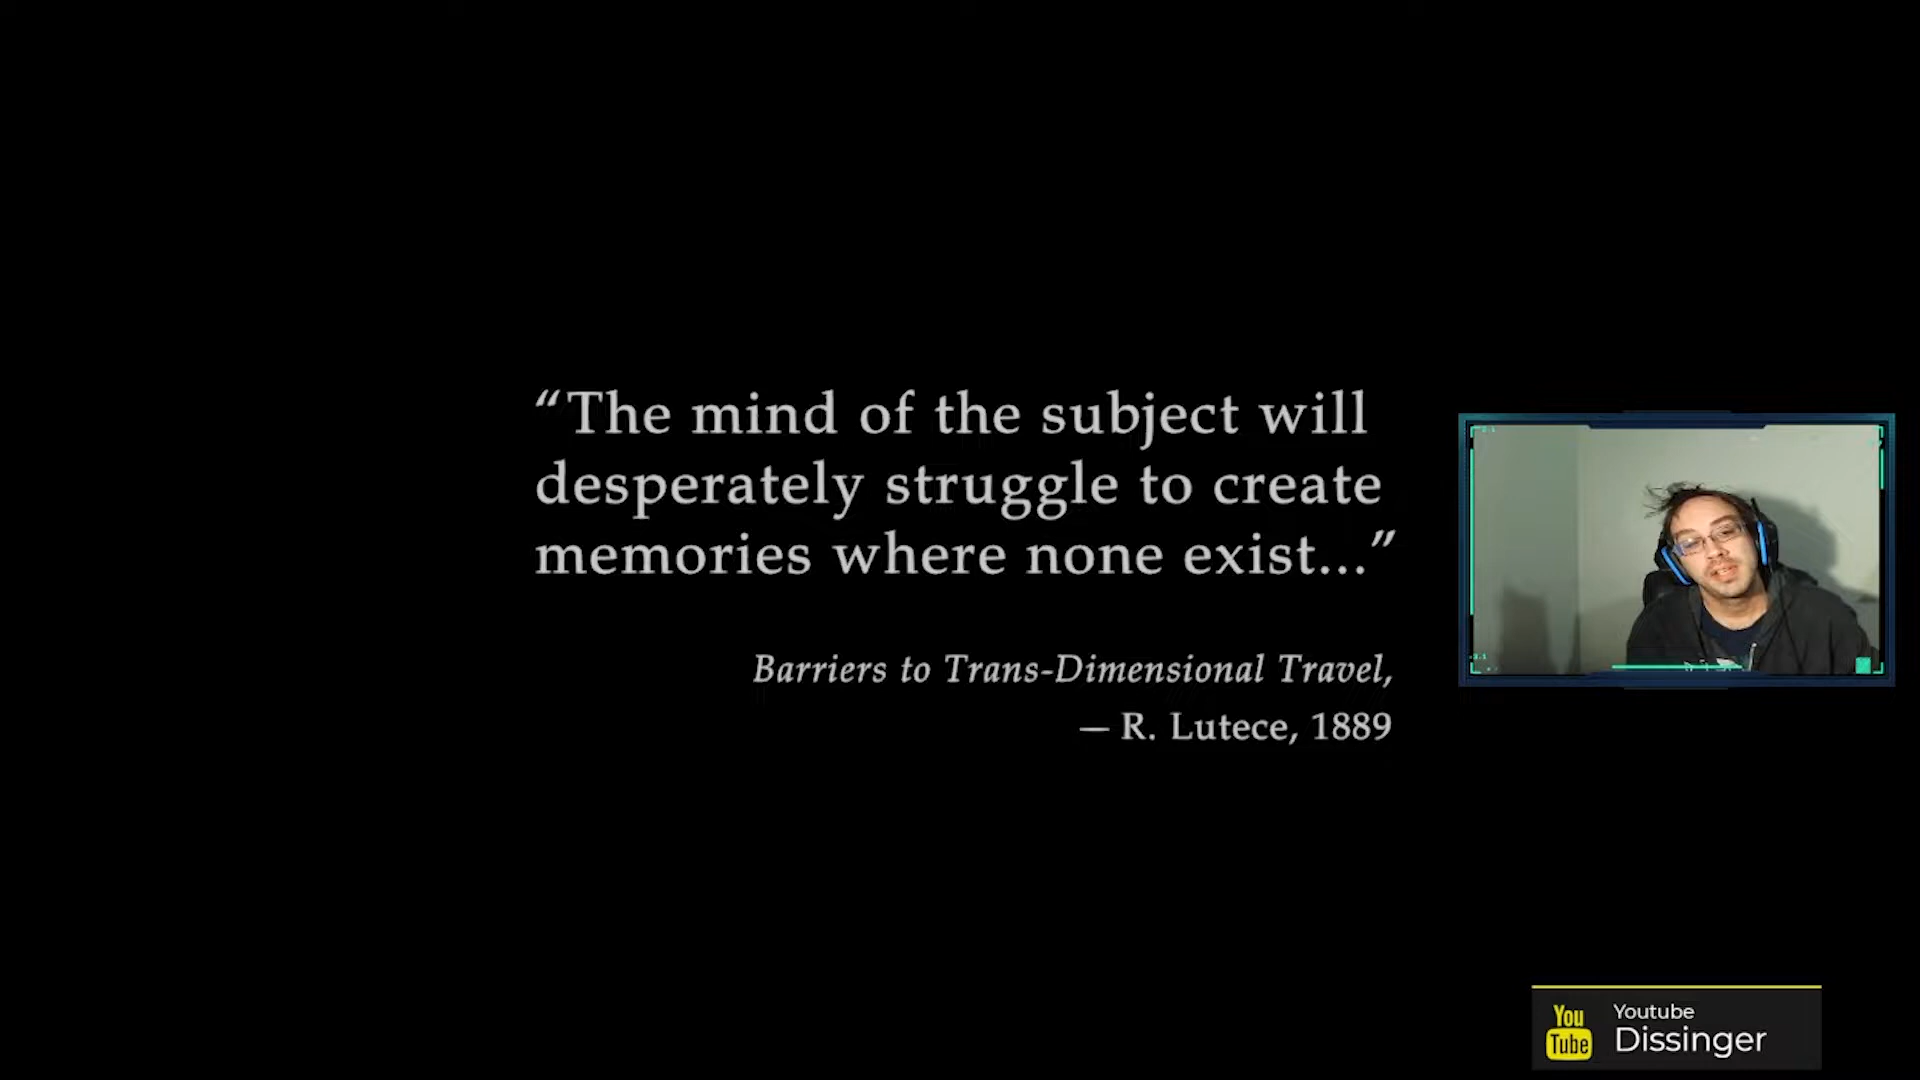 “The mind of the subject will
desperately struggle to create
memories where none exist...”
Barriers to Trans-Dimensional Travel,
— R. Lutece, 1889
You
Tube
Youtube
Dissinger